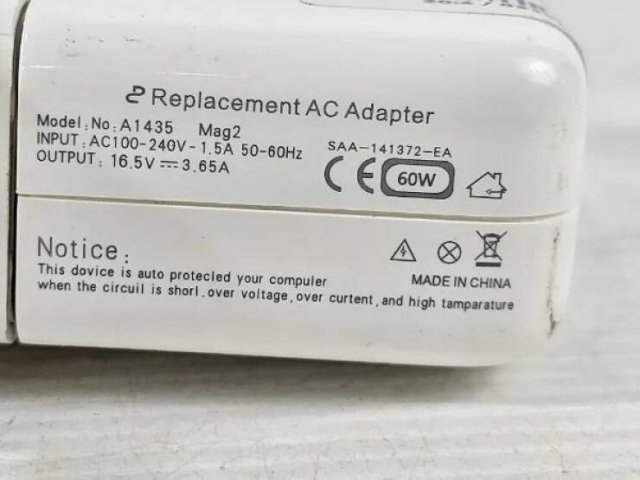 Replacement AC Adapter
Model:No:A1435 Mag2
INPUT:AC100-240V-1.5A 50-60Hz
SAA-141372-EA
OUTPUT: 16.5V⎓3.65A
CE 60W
Notice:
This device is auto protecled your compuler
MADE IN CHINA
when the circuil is shorl.over voltage,over curtent,and high tamparature